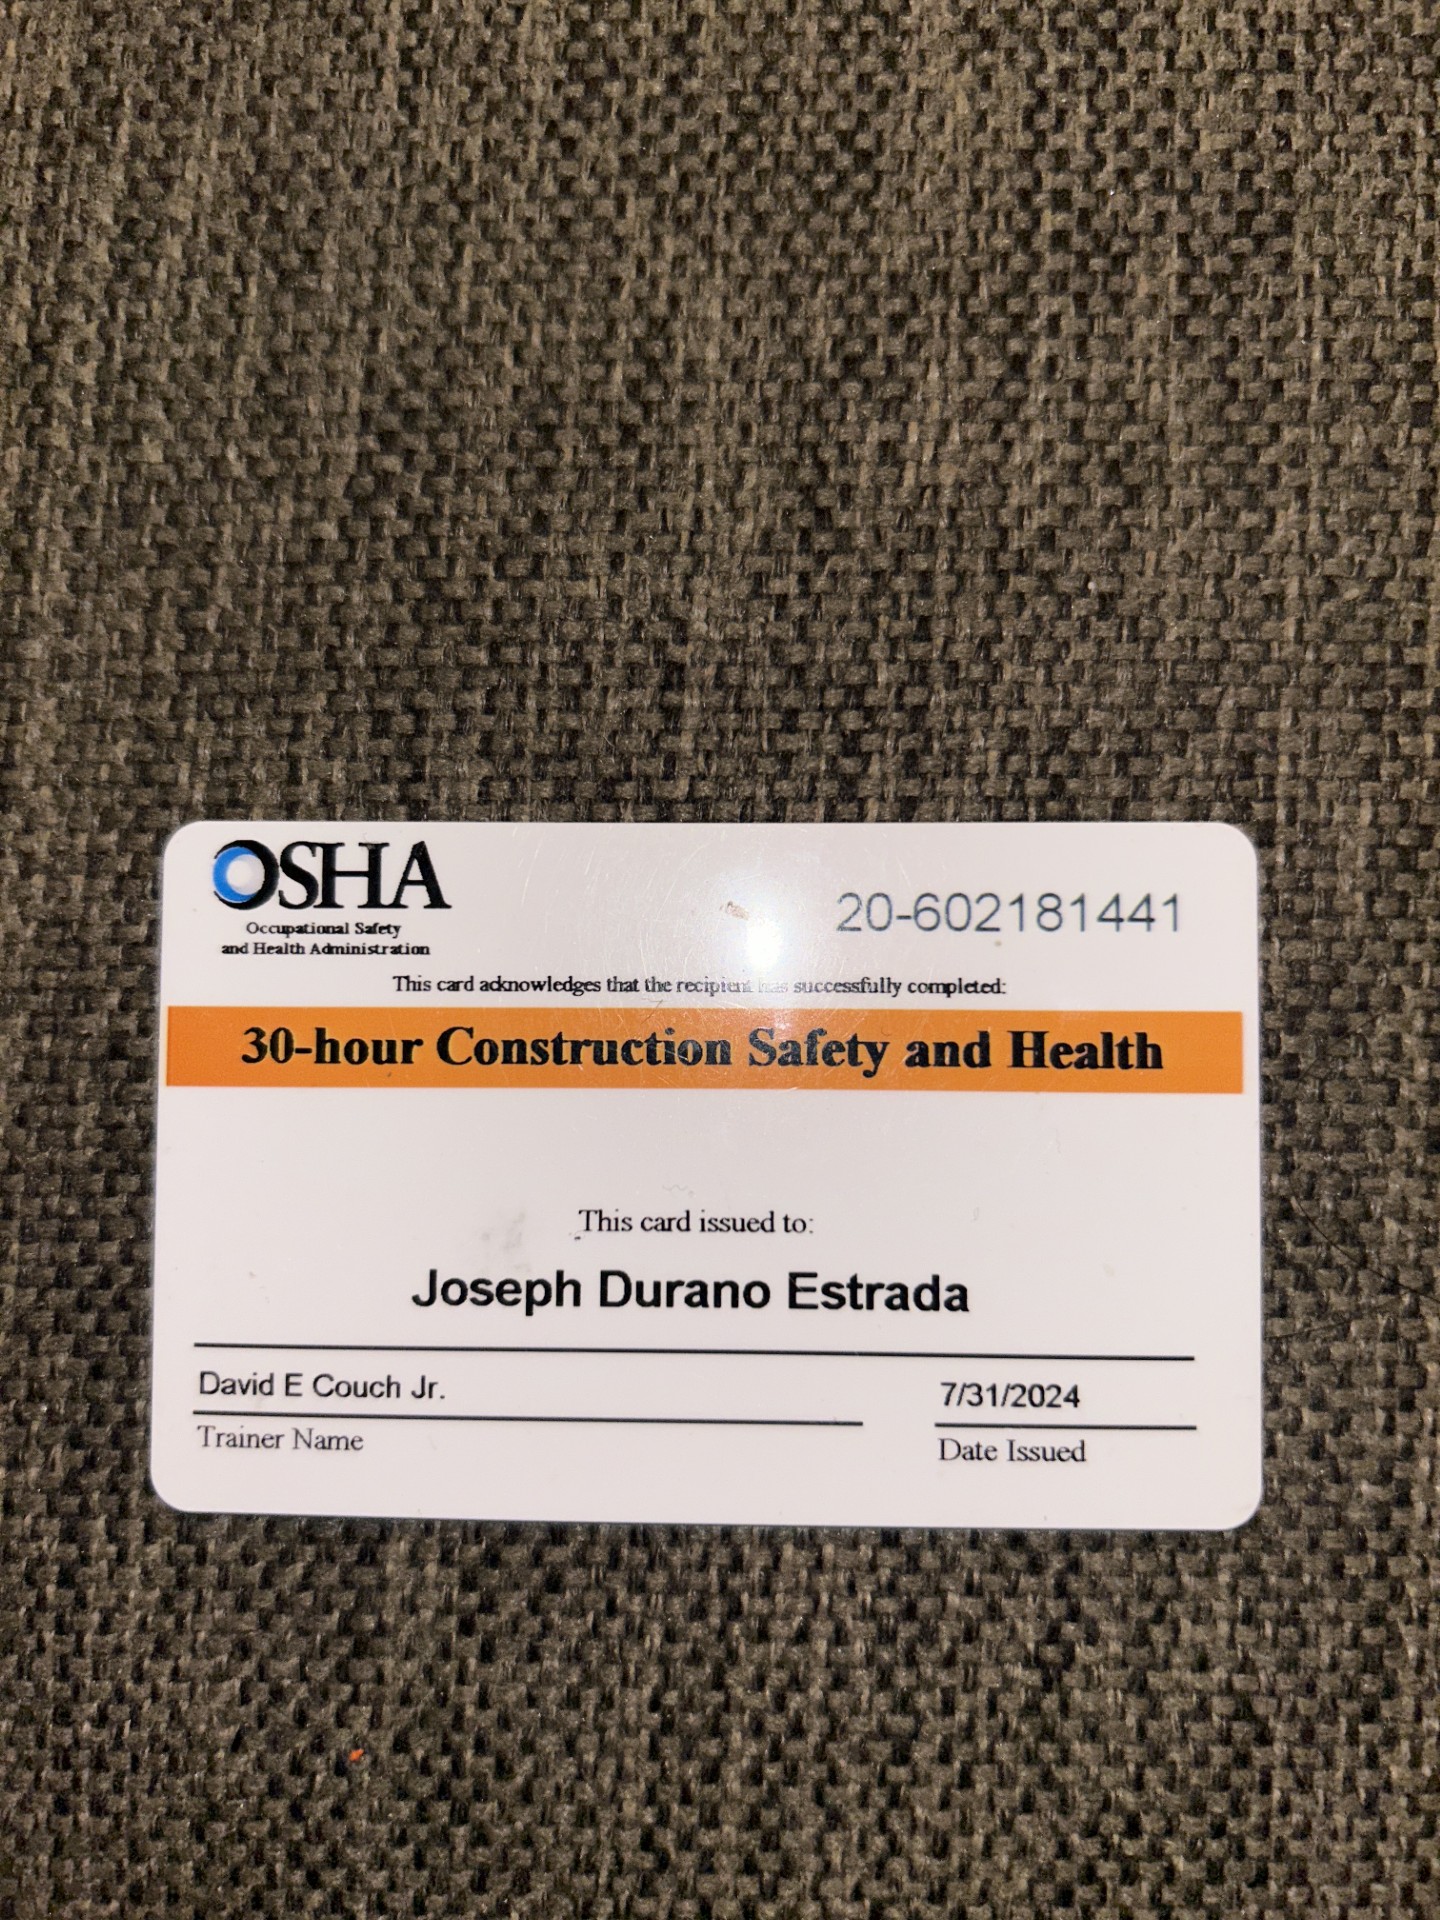 OSHA
Occupational Safety
and Health Administration
20-602181441
This card acknowledges that the recipient has successfully completed:
30-hour Construction Safety and Health
This card issued to:
Joseph Durano Estrada
David E Couch Jr.
7/31/2024
Trainer Name
Date Issued